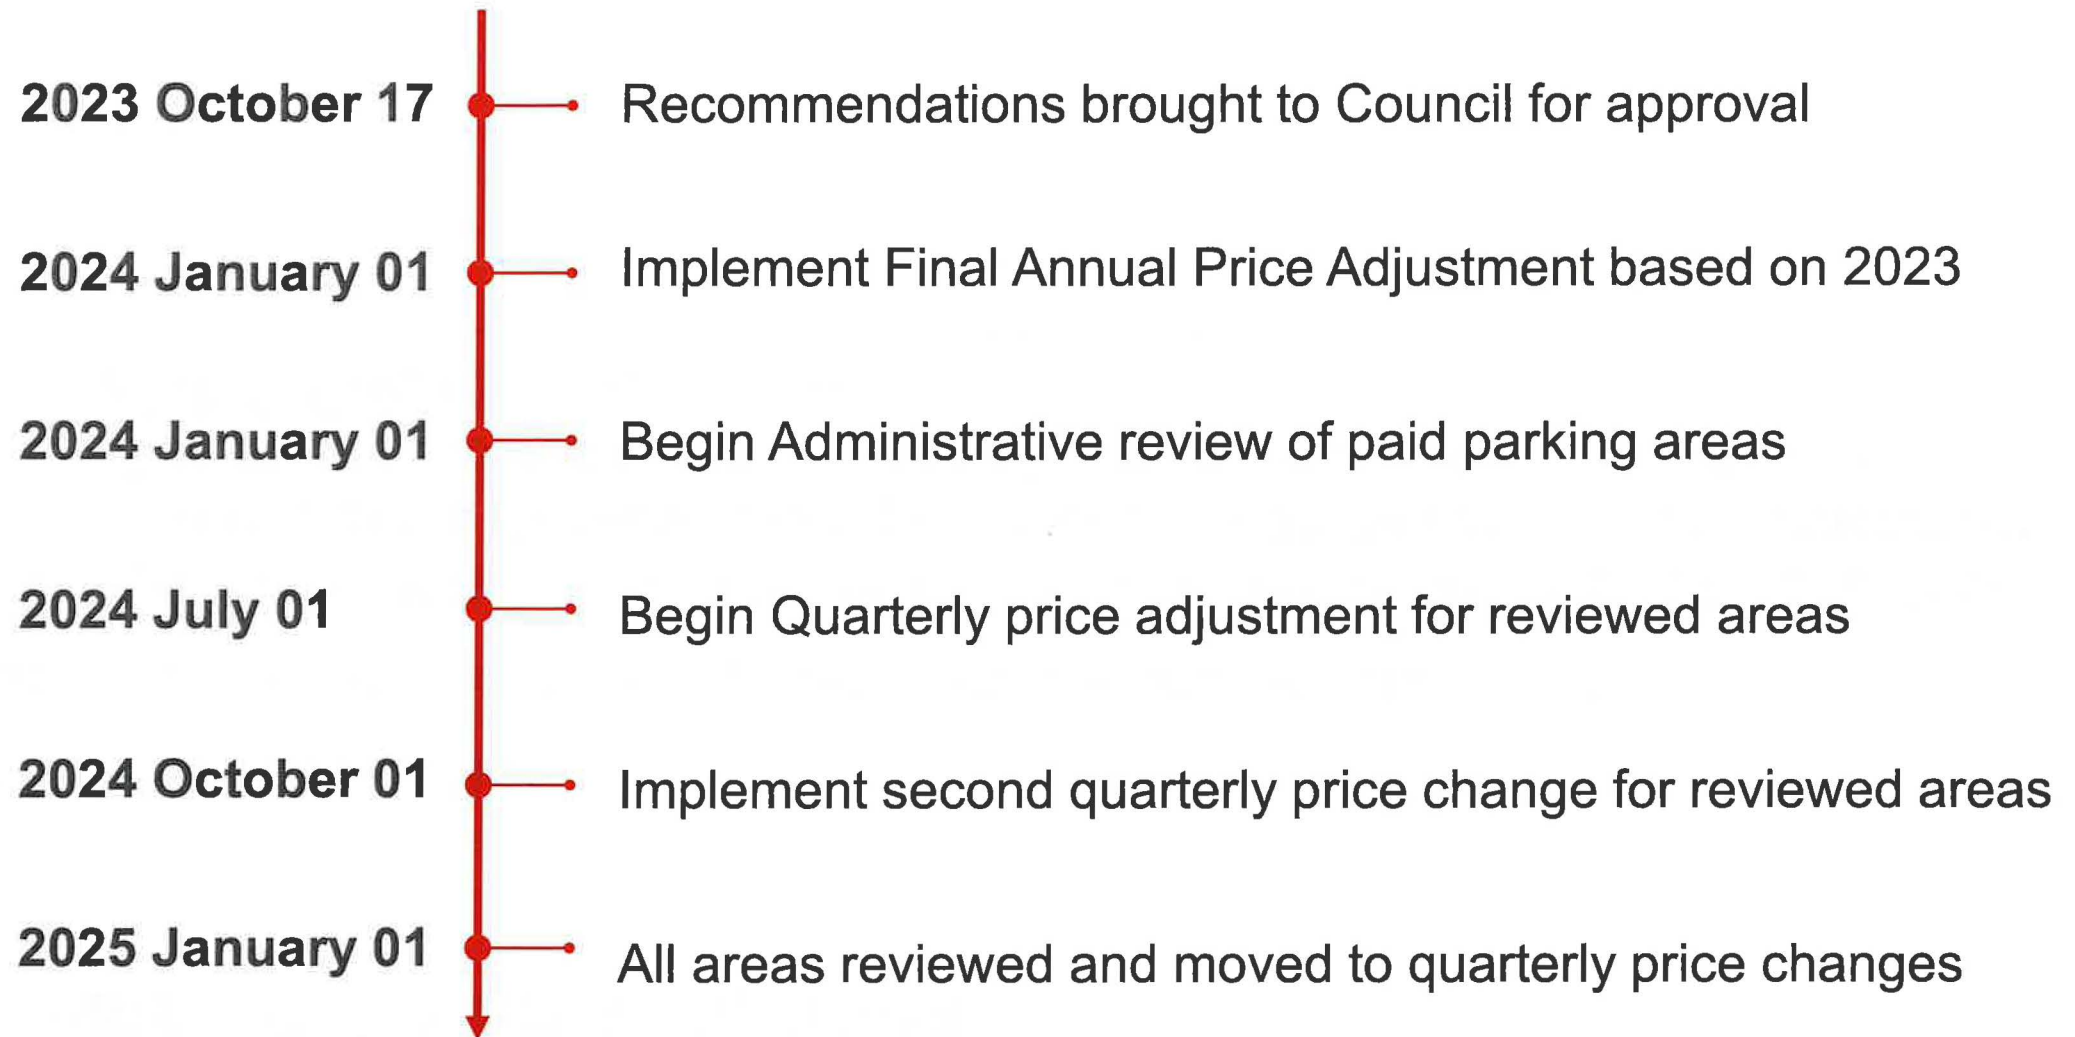 2023 October 17 Recommendations brought to Council for approval
2024 January 01 Implement Final Annual Price Adjustment based on 2023
2024 January 01 Begin Administrative review of paid parking areas
2024 July 01 Begin Quarterly price adjustment for reviewed areas
2024 October 01 Implement second quarterly price change for reviewed areas
2025 January 01 All areas reviewed and moved to quarterly price changes